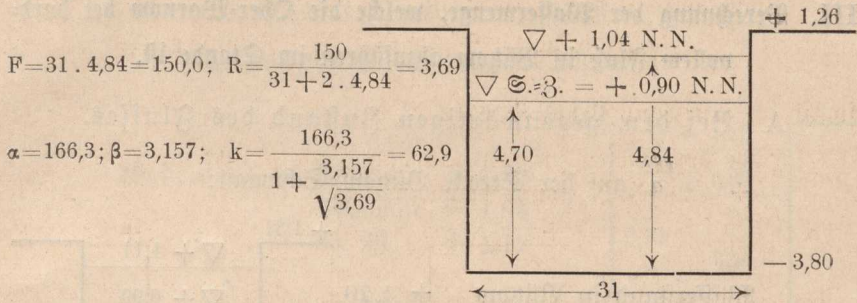 F=31 . 4,84=150,0; R 150 / 31+2 . 4,84 = 3,69
α=166,3; β=3,157; k= 166,3 / 1+ 3,157 / √3,69 = 62,9
+ 1,26
▽ + 1,04 N. N.
▽ S.=Z. = + 0,90 N. N.
4,70 4,84
— 3,80
31